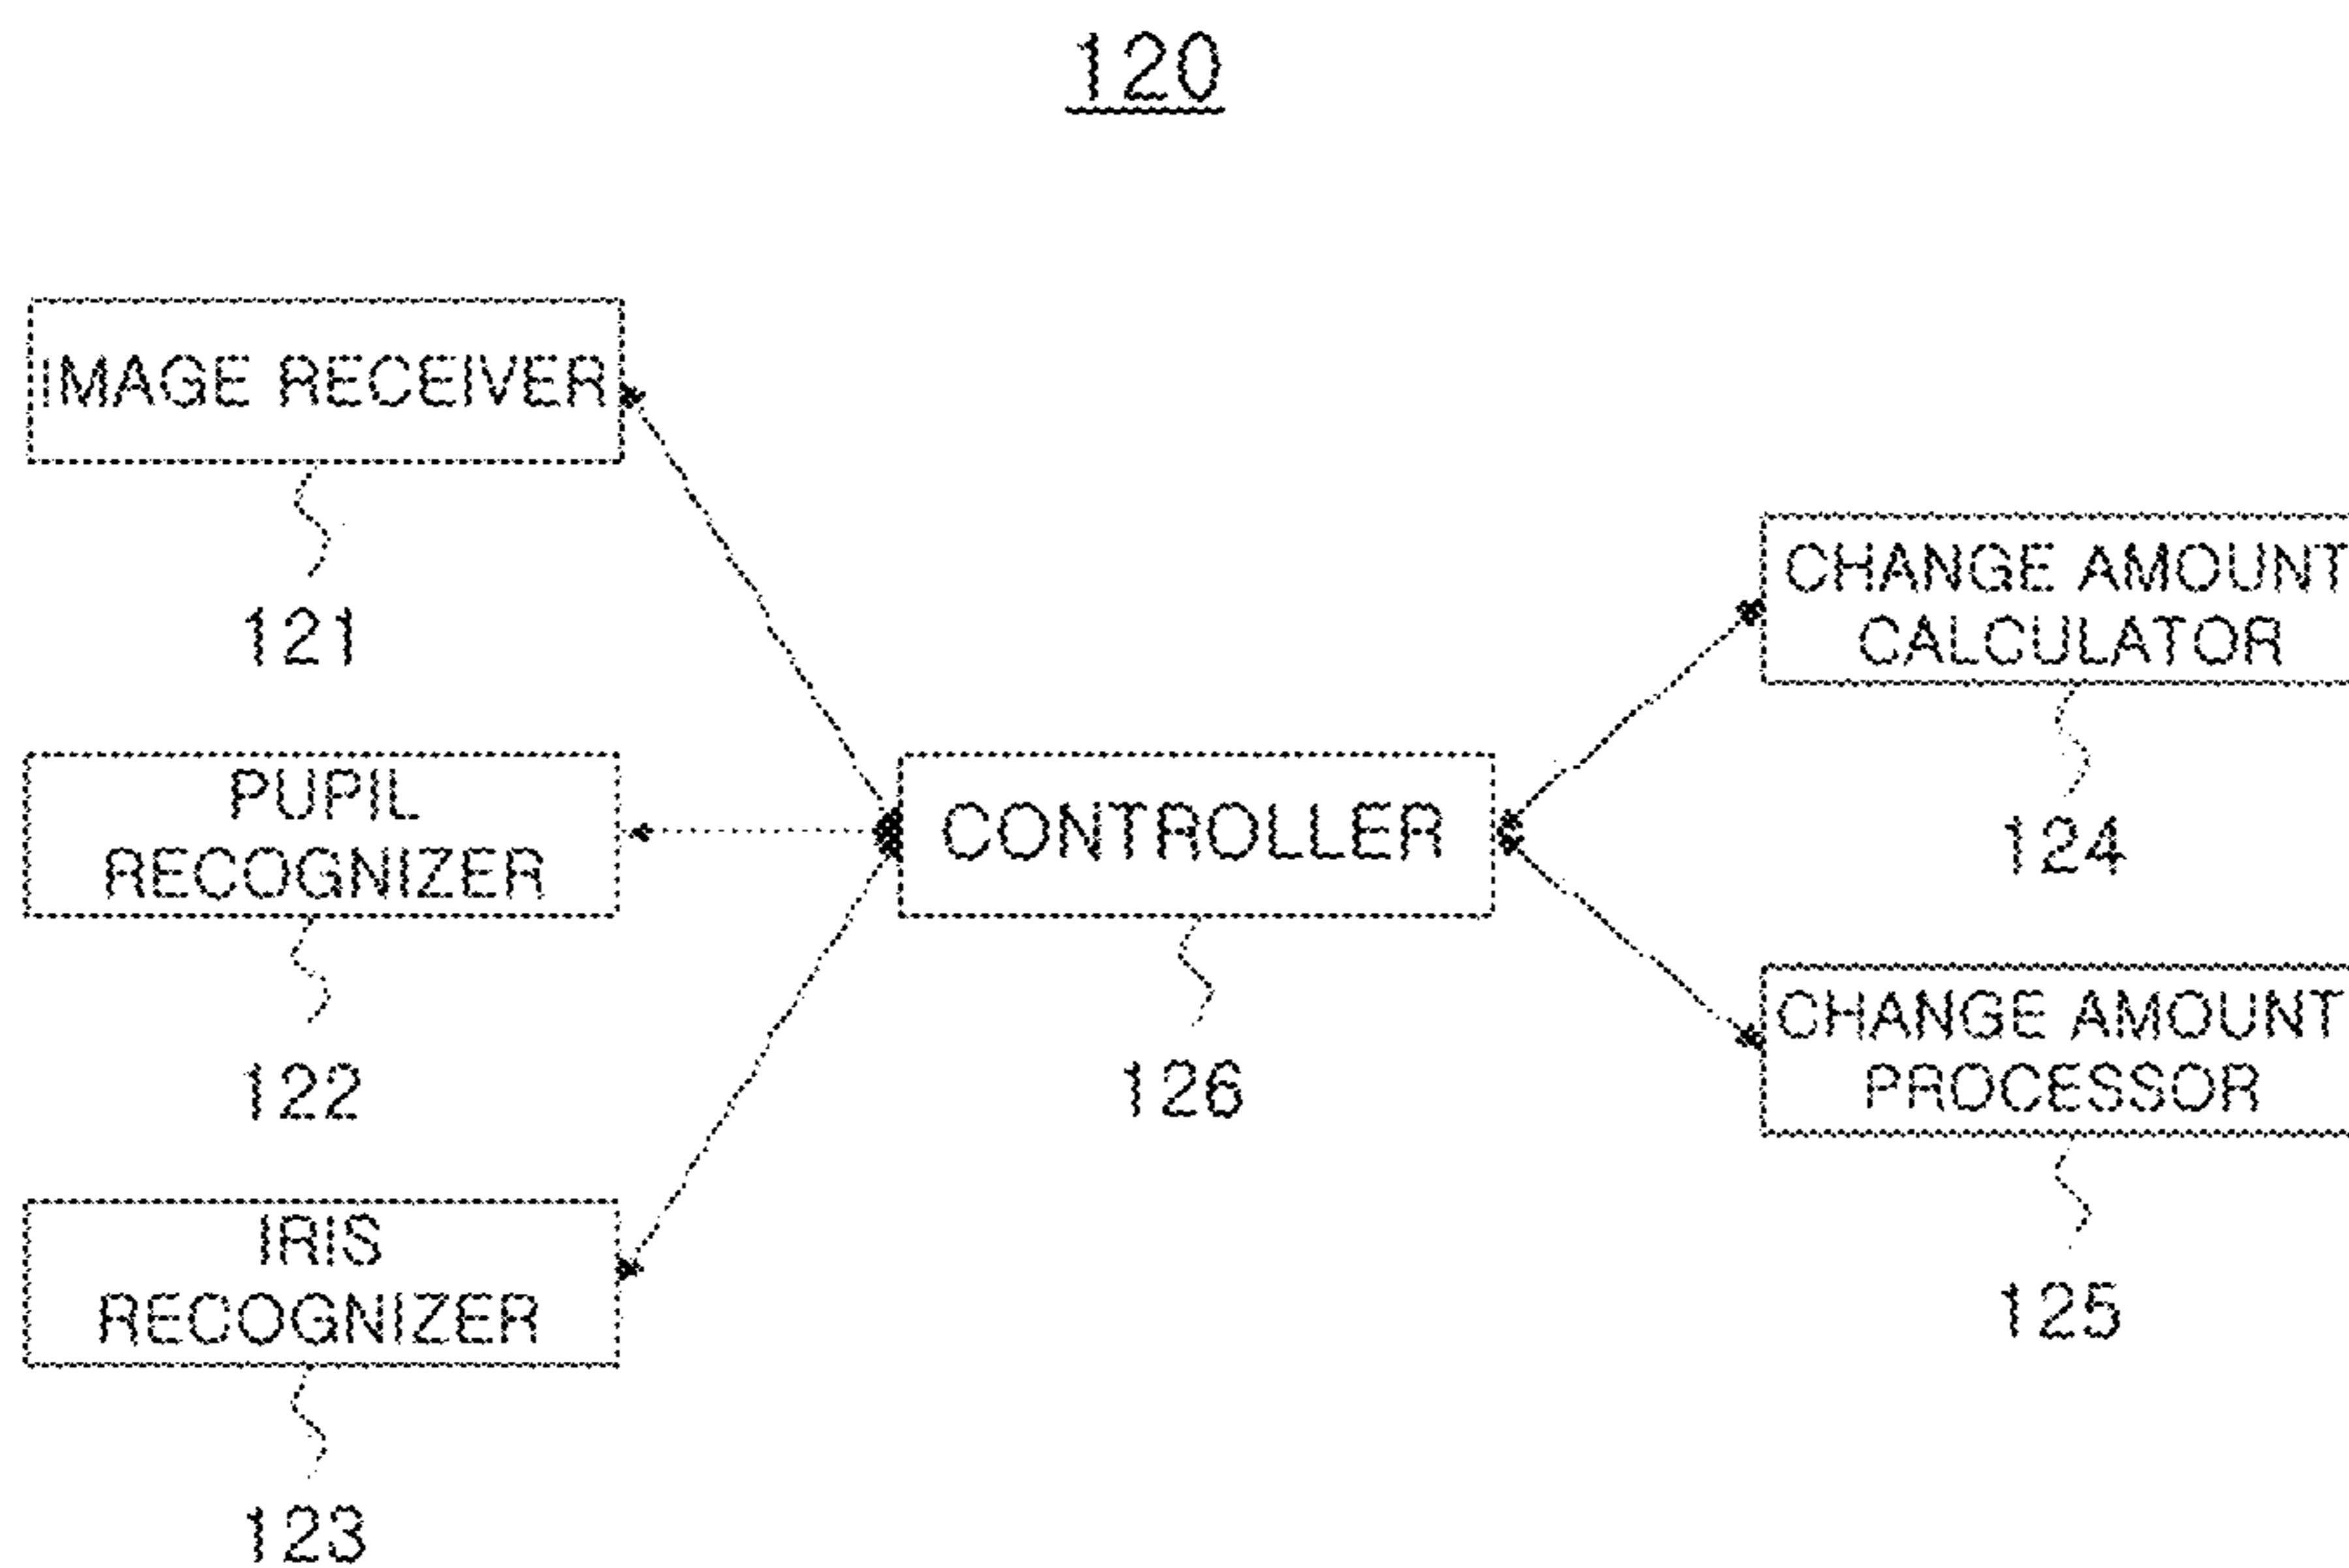 120
IMAGE RECEIVER
121
PUPIL
RECOGNIZER
122
IRIS
RECOGNIZER
123
CONTROLLER
126
CHANGE AMOUNT
CALCULATOR
124
CHANGE AMOUNT
PROCESSOR
125